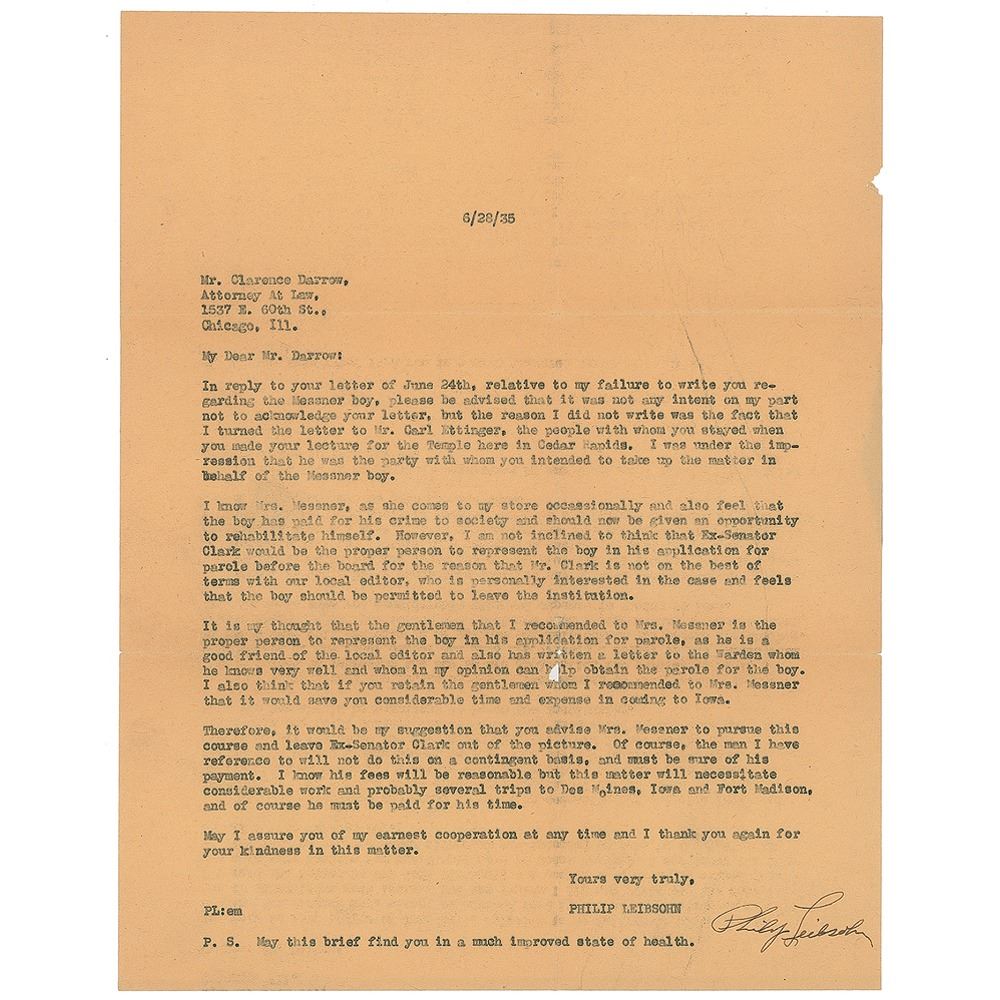 6/28/35
Mr. Clarence Darrow,
Attorney At Law,
1537 E. 60th St.,
Chicago, Ill.
My Dear Mr. Darrow:
In reply to your letter of June 24th, relative to my failure to write you re-
garding the Messner boy, please be advised that it was not any intent on my part
not to acknowledge your letter, but the reason I did not write was the fact that
I turned the letter to Mr. Carl Ettinger, the people with whom you stayed when
you made your lecture for the Temple here in Cedar Rapids. I was under the imp-
ression that he was the party with whom you intended to take up the matter in
behalf of the Messner boy.
I know Mrs. Messner, as she comes to my store occassionally and also feel that
the boy has paid for his crime to society and should now be given an opportunity
to rehabilitate himself. However, I am not inclined to think that Ex-Senator
Clark would be the proper person to represent the boy in his application for
parole before the board for the reason that Mr. Clark is not on the best of
terms with our local editor, who is personally interested in the case and feels
that the boy should be permitted to leave the institution.
It is my thought that the gentlemen that I recommended to Mrs. Messner is the
proper person to represent the boy in his application for parole, as he is a
good friend of the local editor and also has written a letter to the Warden whom
he knows very well and whom in my opinion can help obtain the parole for the boy.
I also think that if you retain the gentlemen whom I recommended to Mrs. Messner
that it would save you considerable time and expense in coming to Iowa.
Therefore, it would be my suggestion that you advise Mrs. Messner to pursue this
course and leave Ex-Senator Clark out of the picture. Of course, the man I have
reference to will not do this on a contingent basis, and must be sure of his
payment. I know his fees will be reasonable but this matter will necessitate
considerable work and probably several trips to Des Moines, Iowa and Fort Madison,
and of course he must be paid for his time.
May I assure you of my earnest cooperation at any time and I thank you again for
your kindness in this matter.
Yours very truly,
PL:em PHILIP LEIBSOHN
Philip Leibsohn
P. S. May this brief find you in a much improved state of health.